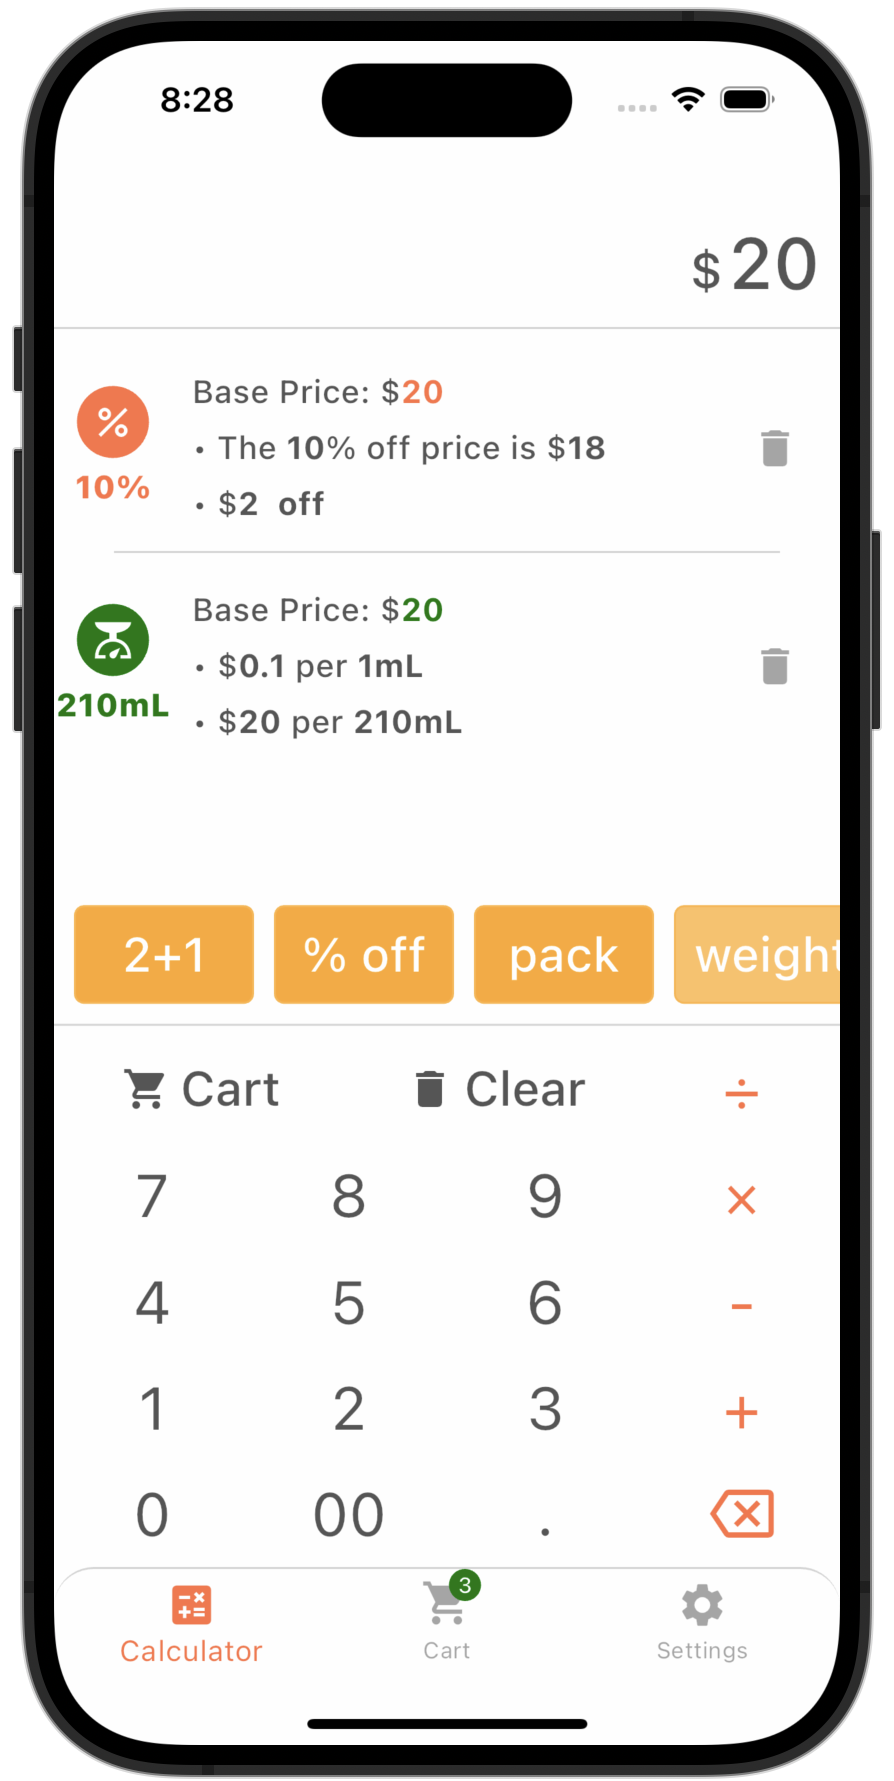 8:28
$20
Base Price: $20
• The 10% off price is $18
• $2 off
10%
Base Price: $20
• $0.1 per 1mL
• $20 per 210mL
210mL
2+1 % off pack weight
Cart Clear ÷
7 8 9 ×
4 5 6 -
1 2 3 +
0 00 .
3
Calculator Cart Settings